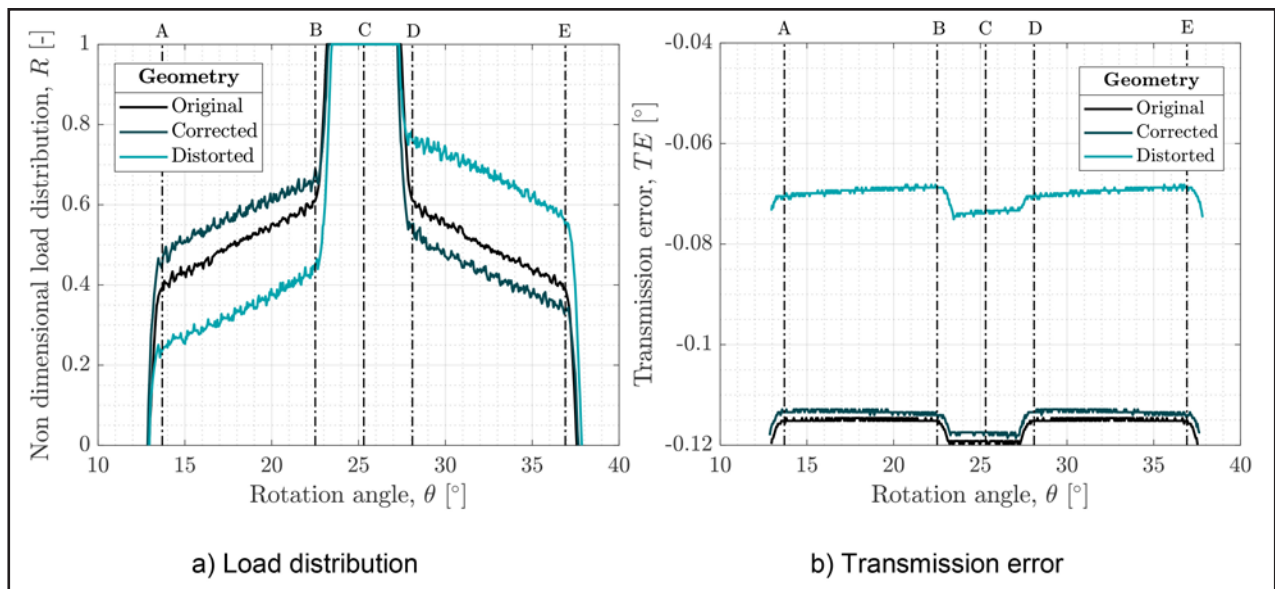 A B C D E
1
0.8
0.6
0.4
0.2
0
10 15 20 25 30 35 40
Non dimensional load distribution, R [-]
Rotation angle, θ [°]
Geometry
Original
Corrected
Distorted
a) Load distribution
A B C D E
-0.04
-0.06
-0.08
-0.1
-0.12
10 15 20 25 30 35 40
Transmission error, TE [°]
Rotation angle, θ [°]
Geometry
Original
Corrected
Distorted
b) Transmission error